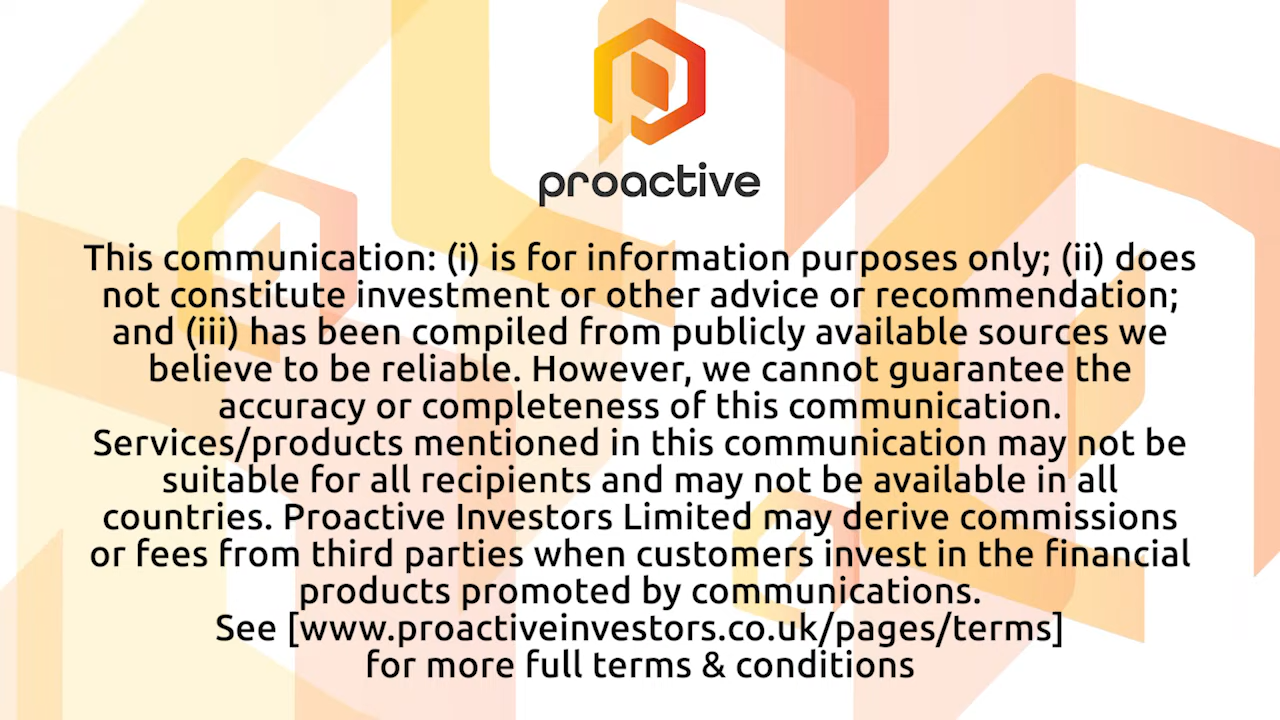 proactive
This communication: (i) is for information purposes only; (ii) does
not constitute investment or other advice or recommendation;
and (iii) has been compiled from publicly available sources we
believe to be reliable. However, we cannot guarantee the
accuracy or completeness of this communication.
Services/products mentioned in this communication may not be
suitable for all recipients and may not be available in all
countries. Proactive Investors Limited may derive commissions
or fees from third parties when customers invest in the financial
products promoted by communications.
See [www.proactiveinvestors.co.uk/pages/terms]
for more full terms & conditions